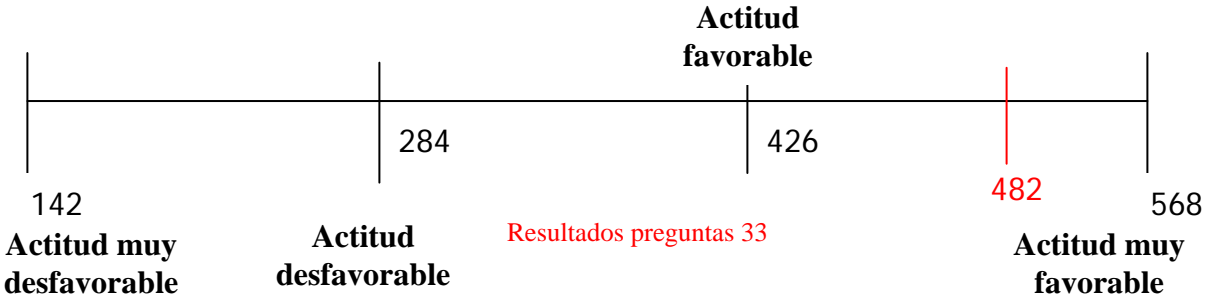 Actitud
favorable
284
426
482
142
568
Actitud muy
desfavorable
Actitud
desfavorable
Resultados preguntas 33
Actitud muy
favorable